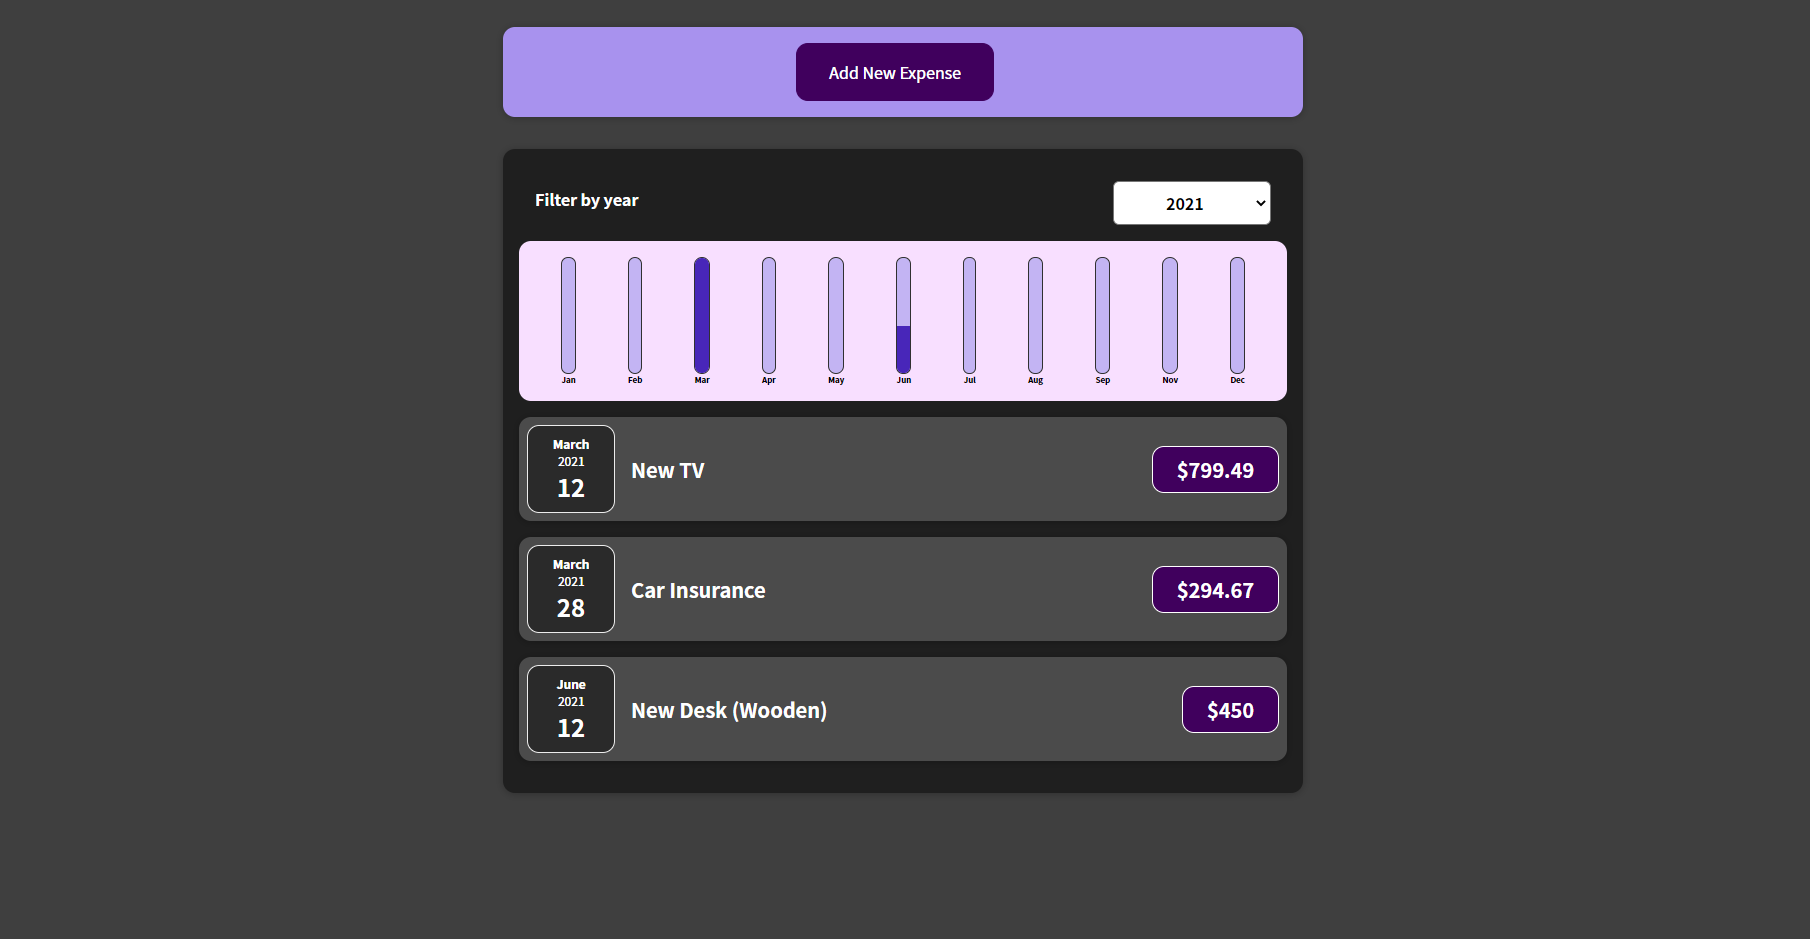 Add New Expense
Filter by year
2021
Jan Feb Mar Apr May Jun Jul Aug Sep Nov Dec
March
2021
12
New TV
$799.49
March
2021
28
Car Insurance
$294.67
June
2021
12
New Desk (Wooden)
$450